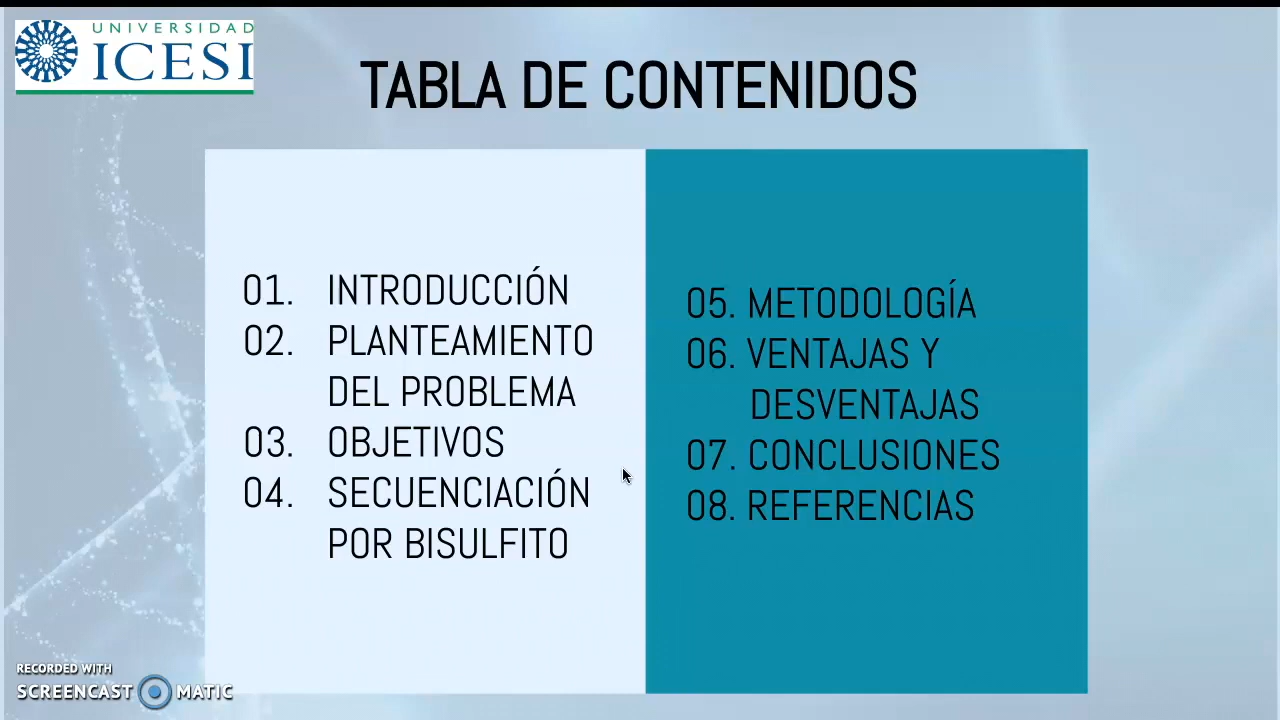 UNIVERSIDAD
ICESI
TABLA DE CONTENIDOS
01. INTRODUCCIÓN
02. PLANTEAMIENTO
DEL PROBLEMA
03. OBJETIVOS
04. SECUENCIACIÓN
POR BISULFITO
05. METODOLOGÍA
06. VENTAJAS Y
DESVENTAJAS
07. CONCLUSIONES
08. REFERENCIAS
RECORDED WITH
SCREENCAST MATIC